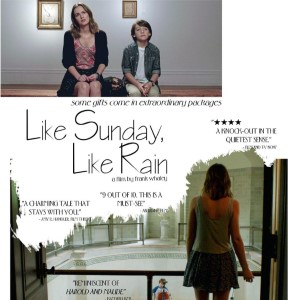 some gifts come in extraordinary packages
Like Sunday,
Like Rain
a film by frank whaley
★★★★
A KNOCK-OUT IN THE
QUIETEST SENSE."
"A CHARMING TALE THAT
STAYS WITH YOU."
"9 OUT OF 10. THIS IS A
MUST-SEE"
"REMINISCENT OF
HAROLD AND MAUDE"